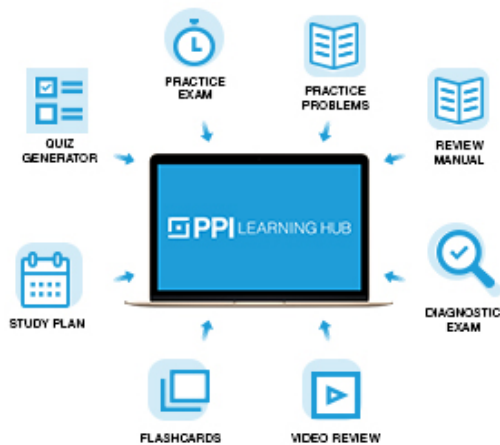 PRACTICE
EXAM
PRACTICE
PROBLEMS
QUIZ
GENERATOR
REVIEW
MANUAL
PPI LEARNING HUB
STUDY PLAN
DIAGNOSTIC
EXAM
FLASHCARDS
VIDEO REVIEW